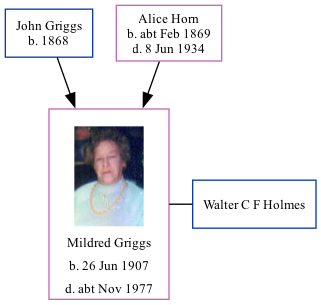 John Griggs
b. 1868
Alice Horn
b. abt Feb 1869
d. 8 Jun 1934
Walter C F Holmes
Mildred Griggs
b. 26 Jun 1907
d. abt Nov 1977